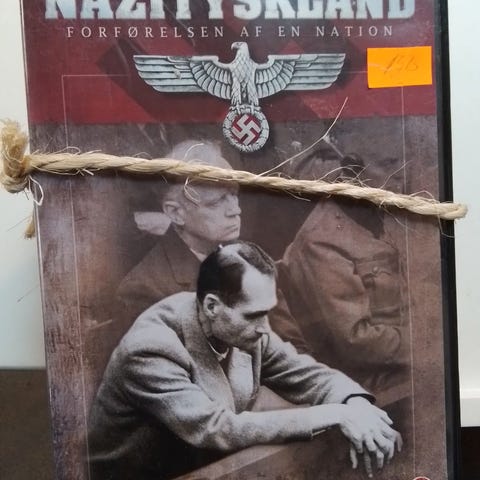 NAZITYSKLAND
FORFØRELSEN AF EN NATION